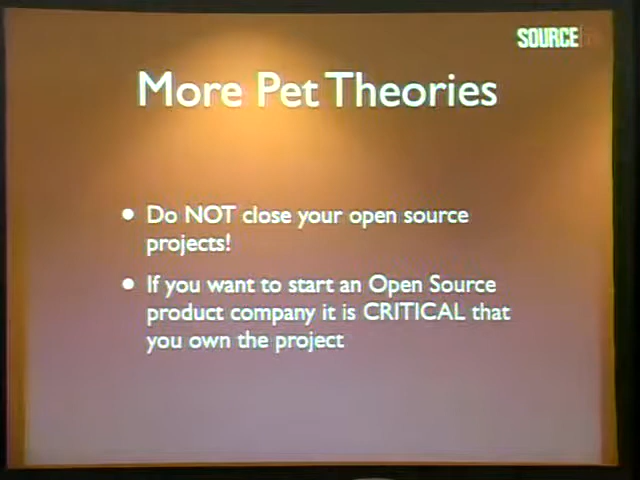 SOURCE
More Pet Theories
• Do NOT close your open source
projects!
• If you want to start an Open Source
product company it is CRITICAL that
you own the project